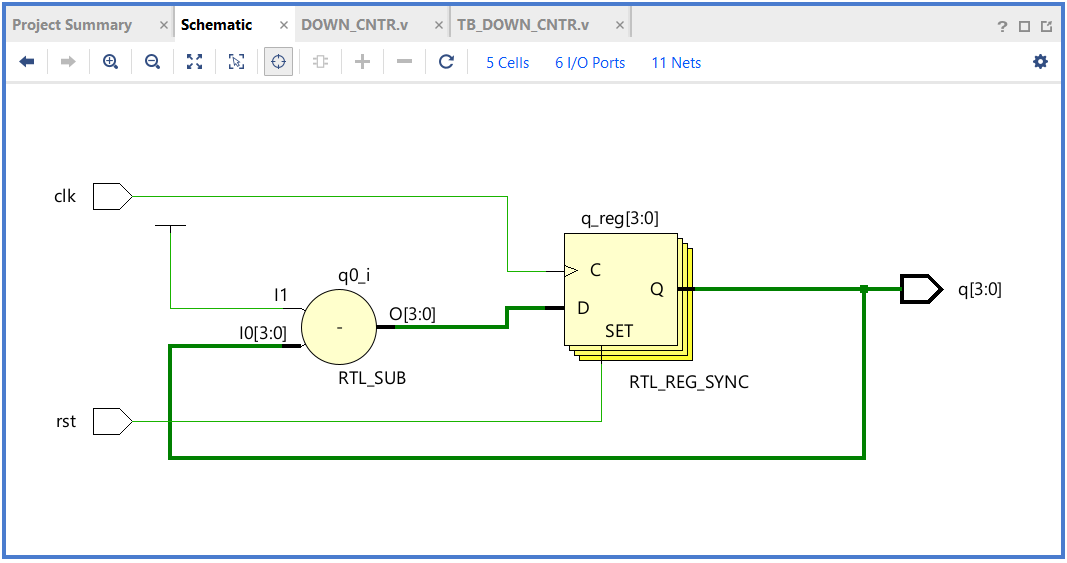 Project Summary × Schematic × DOWN_CNTR.v × TB_DOWN_CNTR.v × ?
5 Cells 6 I/O Ports 11 Nets
clk
q_reg[3:0]
q0_i
C
I1
Q
q[3:0]
O[3:0]
D
I0[3:0]
-
SET
RTL_SUB
RTL_REG_SYNC
rst